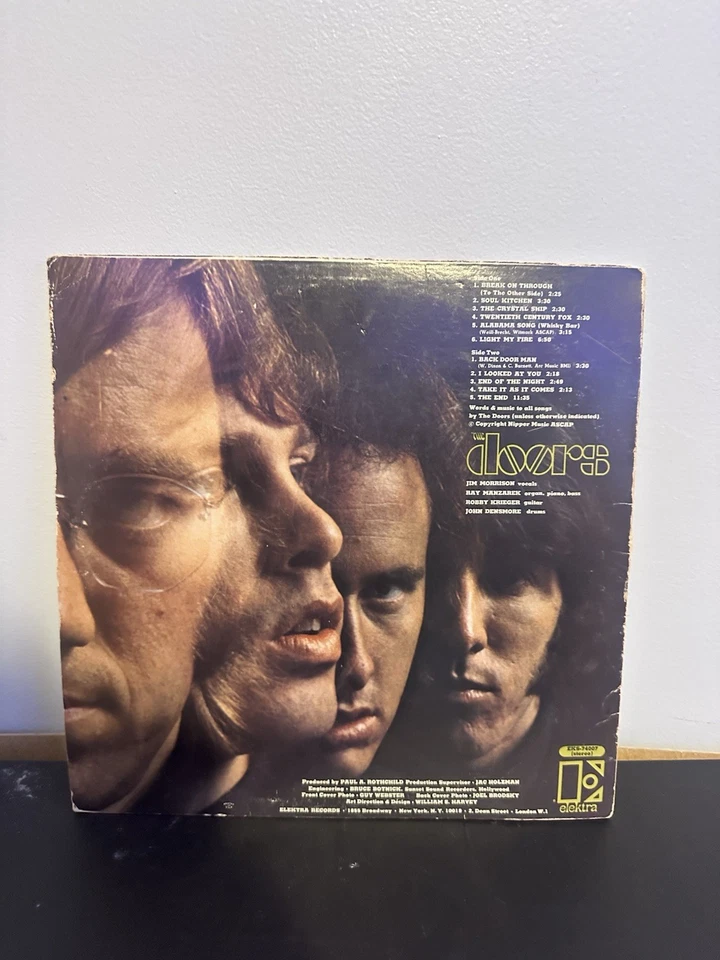 Side One
1. BREAK ON THROUGH
(To The Other Side) 2:25
2. SOUL KITCHEN 3:30
3. THE CRYSTAL SHIP 2:30
4. TWENTIETH CENTURY FOX 2:30
5. ALABAMA SONG (Whisky Bar)
(Weill-Brecht, Witmark ASCAP) 3:15
6. LIGHT MY FIRE 6:50
Side Two
1. BACK DOOR MAN
(W. Dixon & C. Burnett, Arc Music BMI) 3:30
2. I LOOKED AT YOU 2:18
3. END OF THE NIGHT 2:49
4. TAKE IT AS IT COMES 2:13
5. THE END 11:35
Words & music to all songs
by The Doors (unless otherwise indicated)
© Copyright Nipper Music ASCAP
THE
doors
JIM MORRISON vocals
RAY MANZAREK organ, piano, bass
ROBBY KRIEGER guitar
JOHN DENSMORE drums
EKS-74007
(stereo)
elektra
Produced by PAUL A. ROTHCHILD Production Supervisor · JAC HOLZMAN
Engineering · BRUCE BOTNICK, Sunset Sound Recorders, Hollywood
Front Cover Photo · GUY WEBSTER Back Cover Photo · JOEL BRODSKY
Art Direction & Design · WILLIAM S. HARVEY
ELEKTRA RECORDS · 1855 Broadway · New York, N. Y. 10023 · 2, Dean Street · London W.1